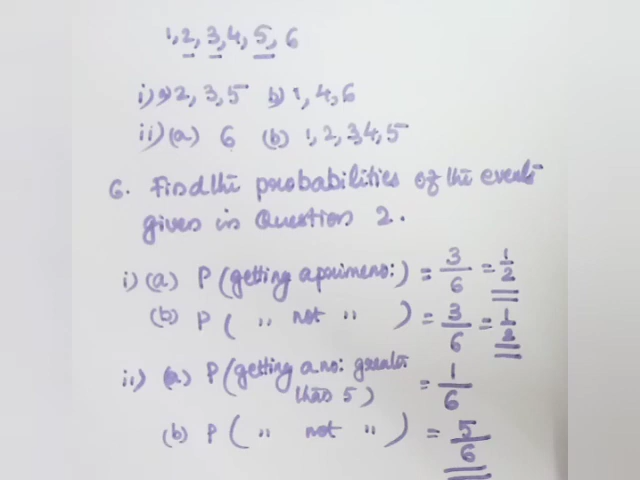 1, 2, 3, 4, 5, 6
i) a) 2, 3, 5 b) 1, 4, 6
ii) (a) 6 (b) 1, 2, 3, 4, 5
6. Find the probabilities of the events
given in Question 2.
i) (a) P (getting a prime no:) = 3/6 = 1/2
(b) P ( ,, not ,, ) = 3/6 = 1/2
ii) (a) P (getting a no: greater
than 5) = 1/6
(b) P ( ,, not ,, ) = 5/6